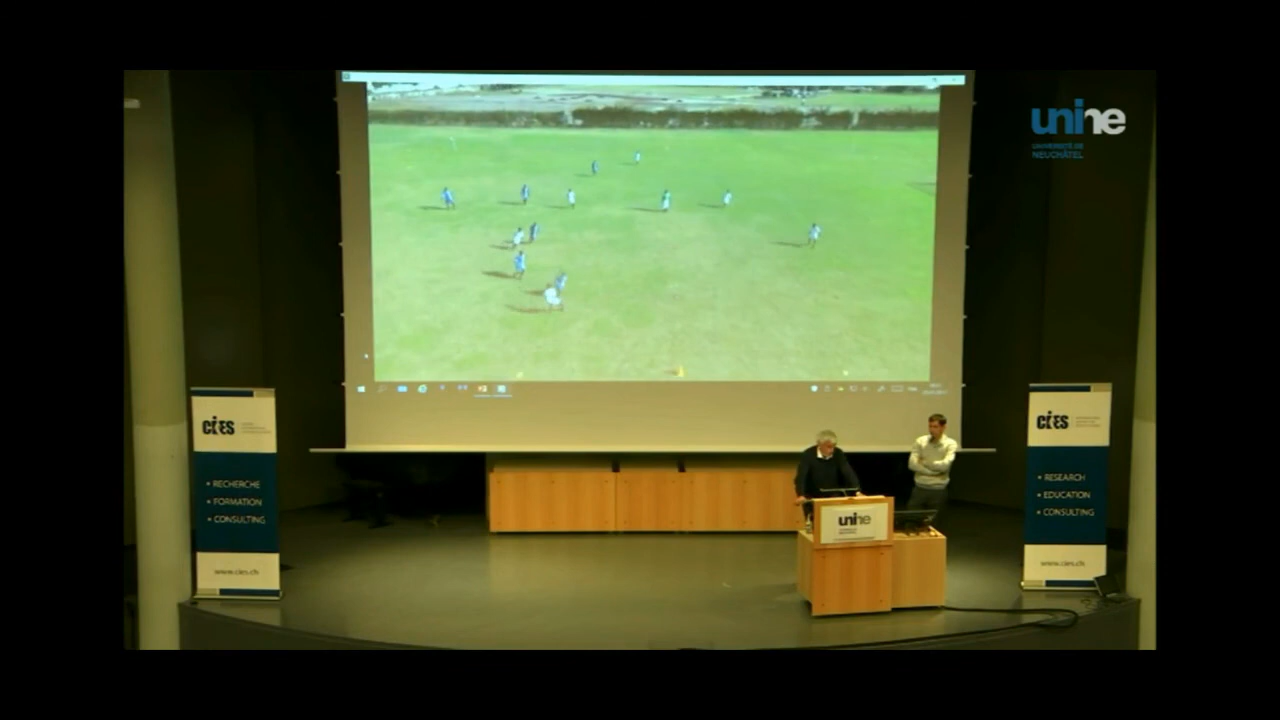 unine
UNIVERSITÉ DE
NEUCHÂTEL
CIES
• RECHERCHE
• FORMATION
• CONSULTING
www.cies.ch
unine
CIES
• RESEARCH
• EDUCATION
• CONSULTING
www.cies.ch